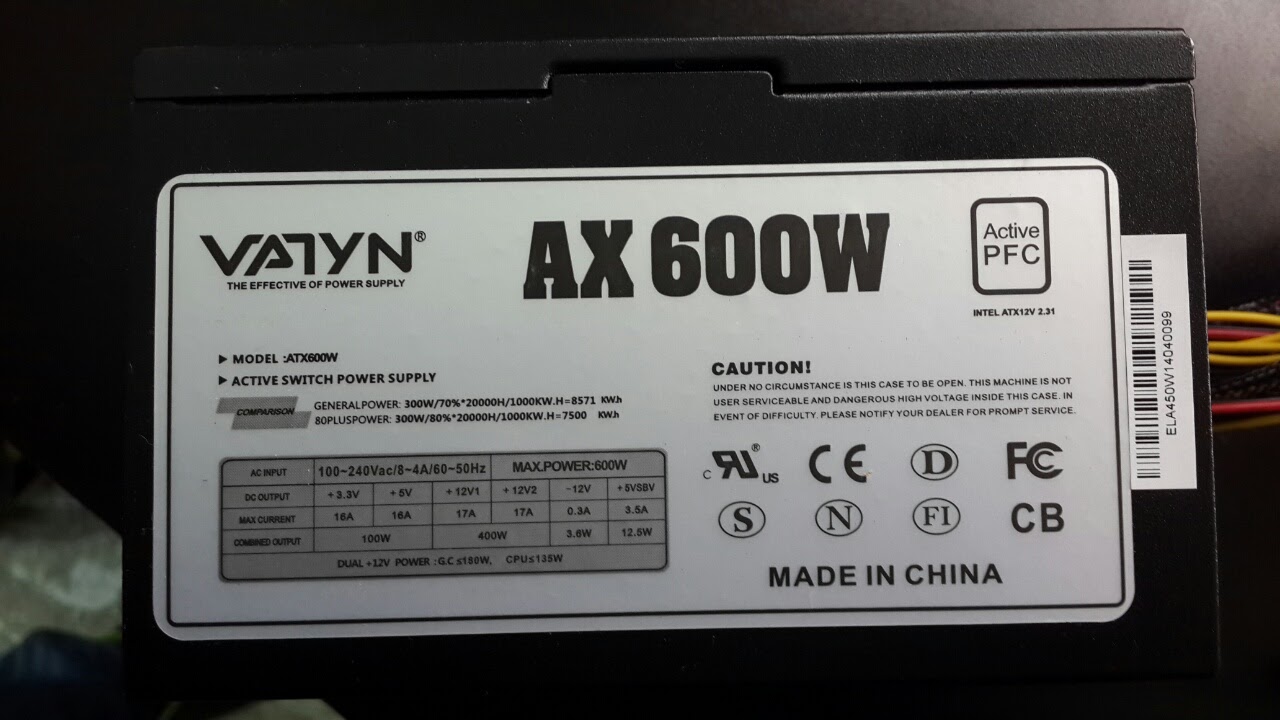 VATYN®
THE EFFECTIVE OF POWER SUPPLY
AX 600W
Active
PFC
INTEL ATX12V 2.31
▶ MODEL :ATX600W
▶ ACTIVE SWITCH POWER SUPPLY
COMPARISON
GENERALPOWER: 300W/70%*20000H/1000KW.H=8571 KW.h
80PLUSPOWER: 300W/80%*20000H/1000KW.H=7500 KW.h
AC INPUT 100~240Vac/8~4A/60~50Hz MAX.POWER:600W
DC OUTPUT +3.3V +5V +12V1 +12V2 -12V +5VSBV
MAX CURRENT 16A 16A 17A 17A 0.3A 3.5A
COMBINED OUTPUT 100W 400W 3.6W 12.5W
DUAL +12V POWER :G.C ≤180W, CPU≤135W
CAUTION!
UNDER NO CIRCUMSTANCE IS THIS CASE TO BE OPEN. THIS MACHINE IS NOT
USER SERVICEABLE AND DANGEROUS HIGH VOLTAGE INSIDE THIS CASE. IN
EVENT OF DIFFICULTY. PLEASE NOTIFY YOUR DEALER FOR PROMPT SERVICE.
C RU® US CE D FC
S N FI CB
MADE IN CHINA
ELA450W14040099